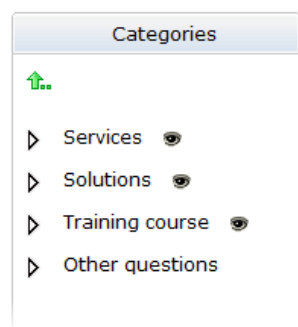 Categories
..
Services
Solutions
Training course
Other questions